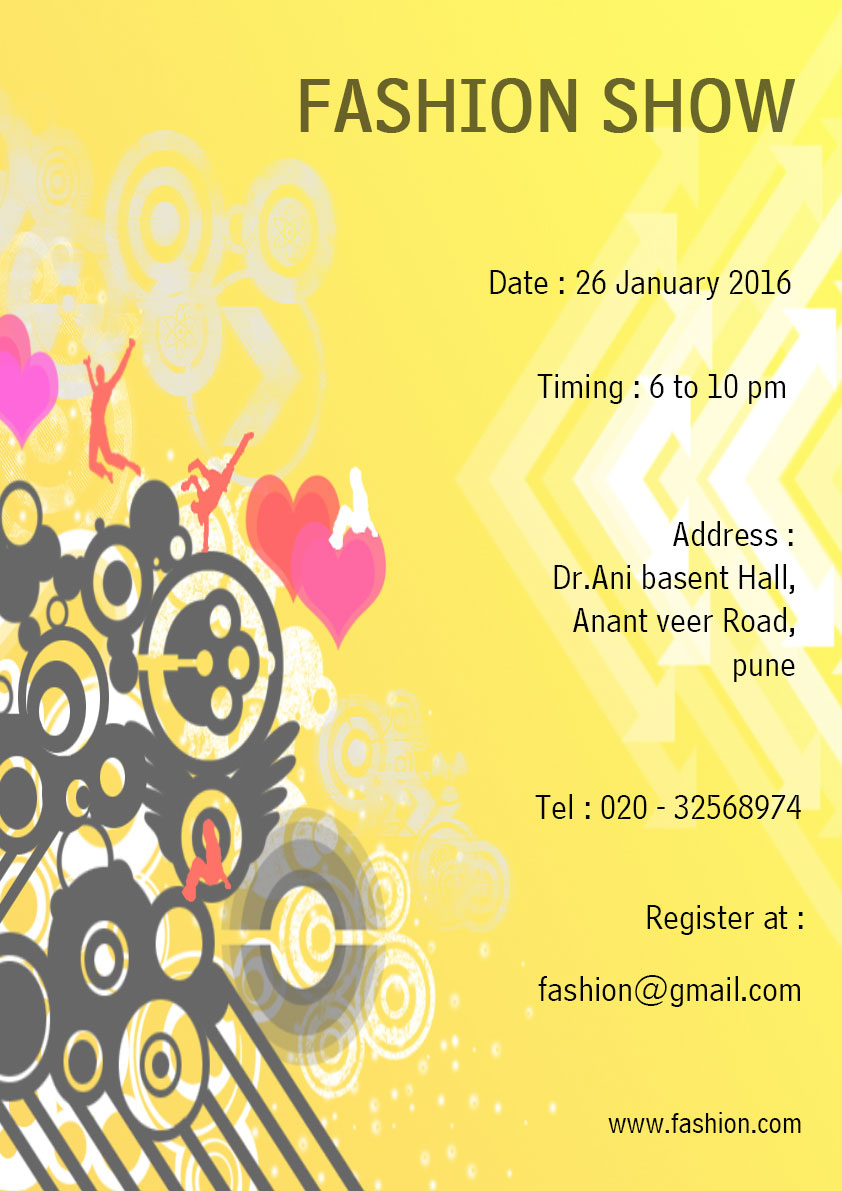 FASHION SHOW
Date : 26 January 2016
Timing : 6 to 10 pm
Address :
Dr.Ani basent Hall,
Anant veer Road,
pune
Tel : 020 - 32568974
Register at :
fashion@gmail.com
www.fashion.com